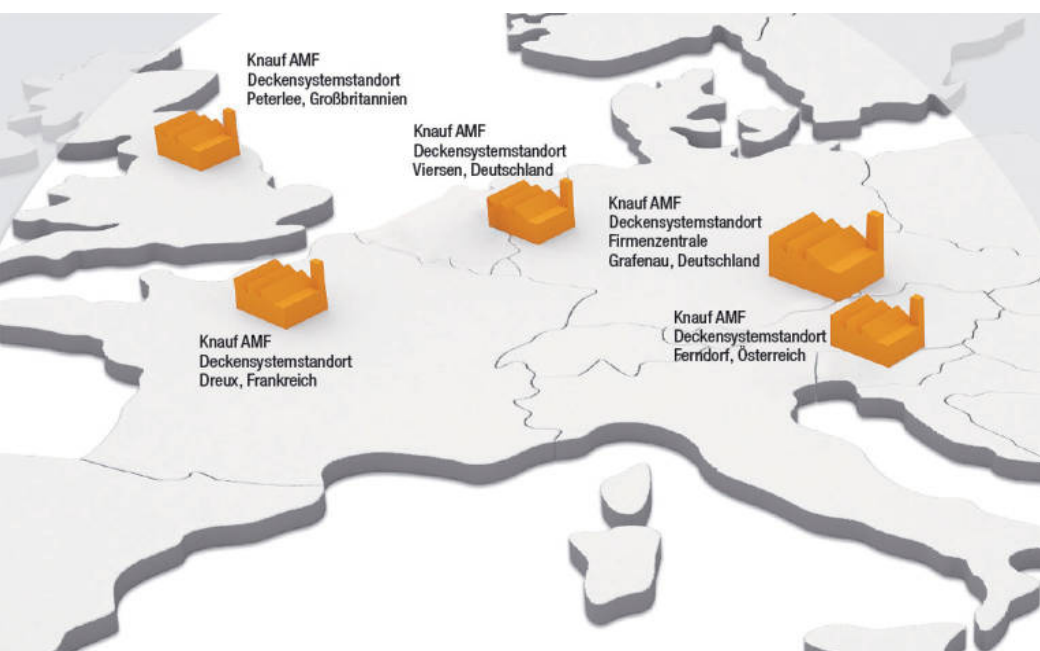 Knauf AMF
Deckensystemstandort
Peterlee, Großbritannien
Knauf AMF
Deckensystemstandort
Viersen, Deutschland
Knauf AMF
Deckensystemstandort
Firmenzentrale
Grafenau, Deutschland
Knauf AMF
Deckensystemstandort
Ferndorf, Österreich
Knauf AMF
Deckensystemstandort
Dreux, Frankreich